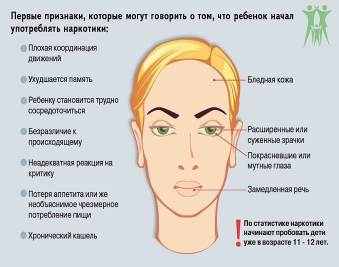 Первые признаки, которые могут говорить о том, что ребенок начал
употреблять наркотики:
Плохая координация
движений
Ухудшается память
Ребенку становится трудно
сосредоточиться
Безразличие к
происходящему
Неадекватная реакция на
критику
Потеря аппетита или же
необъяснимое чрезмерное
потребление пищи
Хронический кашель
Бледная кожа
Расширенные или
суженные зрачки
Покрасневшие или
мутные глаза
Замедленная речь
! По статистике наркотики
начинают пробовать дети
уже в возрасте 11 - 12 лет.